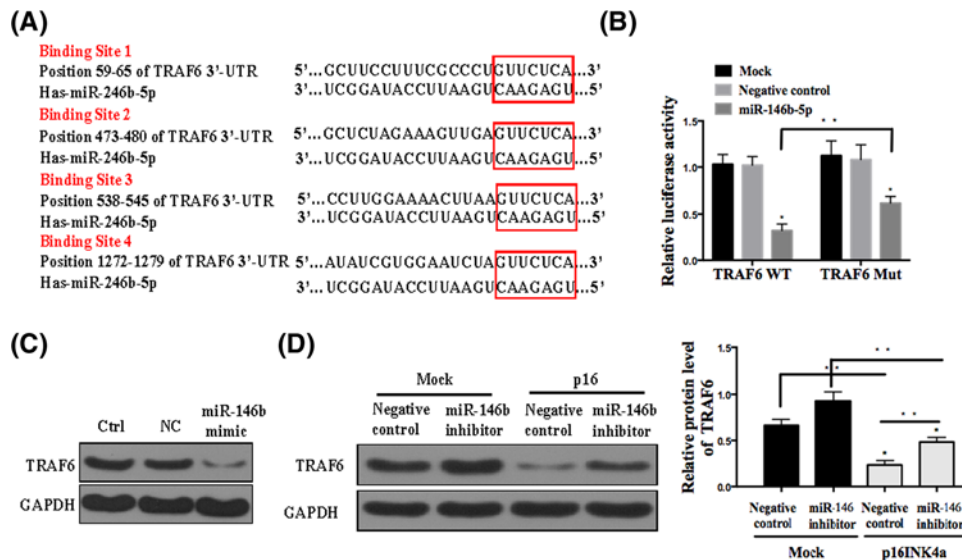 (A)
Binding Site 1
Position 59-65 of TRAF6 3’-UTR 5’...GCUUCCUUUCGCCCUGUUCUCA...3’
Has-miR-246b-5p 3’...UCGGAUACCUUAAGUCAAGAGU...5’
Binding Site 2
Position 473-480 of TRAF6 3’-UTR 5’...GCUCUAGAAAGUUGAGUUCUCA...3’
Has-miR-246b-5p 3’...UCGGAUACCUUAAGUCAAGAGU...5’
Binding Site 3
Position 538-545 of TRAF6 3’-UTR 5’...CCUUGGAAAACUUAAGUUCUCA...3’
Has-miR-246b-5p 3’...UCGGAUACCUUAAGUCAAGAGU...5’
Binding Site 4
Position 1272-1279 of TRAF6 3’-UTR 5’...AUAUCGUGGAAUCUAGUUCUCA...3’
Has-miR-246b-5p 3’...UCGGAUACCUUAAGUCAAGAGU...5’
(B)
Mock
Negative control
miR-146b-5p
Relative luciferase activity
1.5
1.0
0.5
0.0
* *
*
*
TRAF6 WT TRAF6 Mut
(C)
Ctrl NC miR-146b
mimic
TRAF6
GAPDH
(D)
Mock p16
Negative miR-146b Negative miR-146b
control inhibitor control inhibitor
TRAF6
GAPDH
Relative protein level
of TRAF6
1.5
1.0
0.5
0.0
* *
* *
* *
*
*
Negative miR-146 Negative miR-146
control inhibitor control inhibitor
Mock p16INK4a